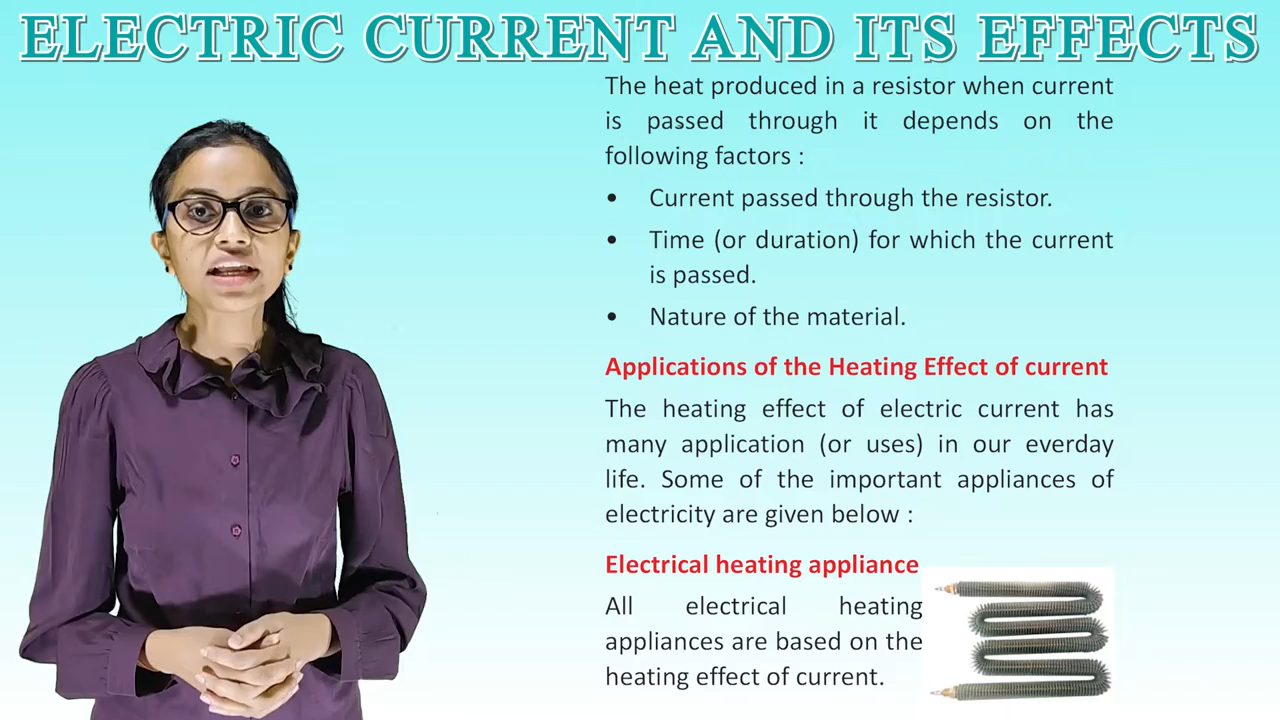 ELECTRIC CURRENT AND ITS EFFECTS
The heat produced in a resistor when current
is passed through it depends on the
following factors :
• Current passed through the resistor.
• Time (or duration) for which the current
is passed.
• Nature of the material.
Applications of the Heating Effect of current
The heating effect of electric current has
many application (or uses) in our everday
life. Some of the important appliances of
electricity are given below :
Electrical heating appliance
All electrical heating
appliances are based on the
heating effect of current.